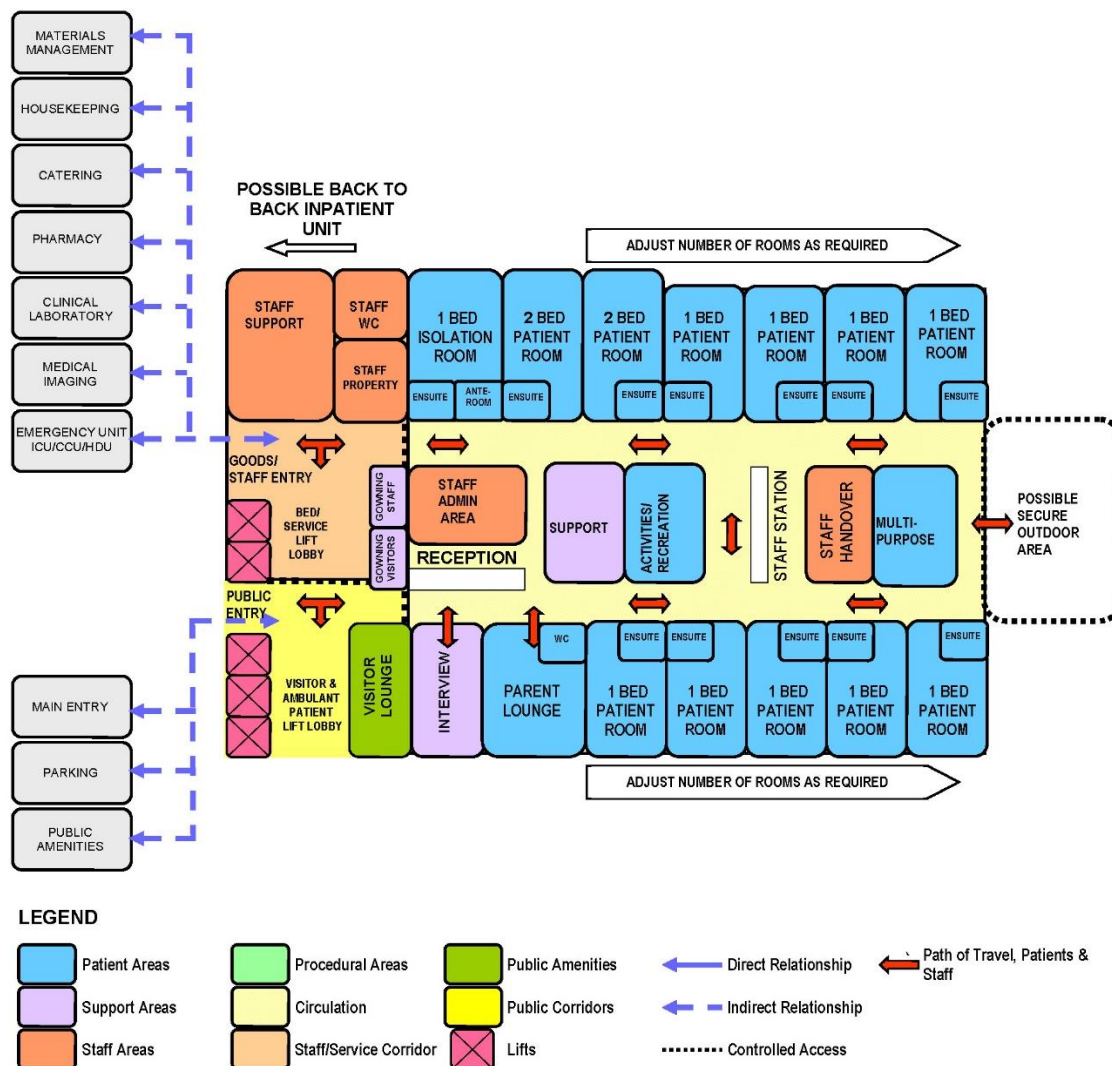 MATERIALS
MANAGEMENT
HOUSEKEEPING
CATERING
PHARMACY
CLINICAL
LABORATORY
MEDICAL
IMAGING
EMERGENCY UNIT
ICU/CCU/HDU
MAIN ENTRY
PARKING
PUBLIC
AMENITIES
POSSIBLE BACK TO
BACK INPATIENT
UNIT
ADJUST NUMBER OF ROOMS AS REQUIRED
STAFF
SUPPORT
STAFF
WC
STAFF
PROPERTY
1 BED
ISOLATION
ROOM
ENSUITE
ANTE-
ROOM
2 BED
PATIENT
ROOM
ENSUITE
2 BED
PATIENT
ROOM
ENSUITE
1 BED
PATIENT
ROOM
ENSUITE
1 BED
PATIENT
ROOM
ENSUITE
1 BED
PATIENT
ROOM
ENSUITE
1 BED
PATIENT
ROOM
ENSUITE
GOODS/
STAFF ENTRY
BED/
SERVICE
LIFT
LOBBY
GOWNING
STAFF
GOWNING
VISITORS
STAFF
ADMIN
AREA
RECEPTION
SUPPORT
ACTIVITIES/
RECREATION
STAFF STATION
STAFF
HANDOVER
MULTI-
PURPOSE
POSSIBLE
SECURE
OUTDOOR
AREA
PUBLIC
ENTRY
VISITOR &
AMBULANT
PATIENT
LIFT LOBBY
VISITOR
LOUNGE
INTERVIEW
WC
PARENT
LOUNGE
ENSUITE
1 BED
PATIENT
ROOM
ENSUITE
1 BED
PATIENT
ROOM
ENSUITE
1 BED
PATIENT
ROOM
ENSUITE
1 BED
PATIENT
ROOM
ENSUITE
1 BED
PATIENT
ROOM
ADJUST NUMBER OF ROOMS AS REQUIRED
LEGEND
Patient Areas
Support Areas
Staff Areas
Procedural Areas
Circulation
Staff/Service Corridor
Public Amenities
Public Corridors
Lifts
Direct Relationship
Indirect Relationship
Controlled Access
Path of Travel, Patients &
Staff